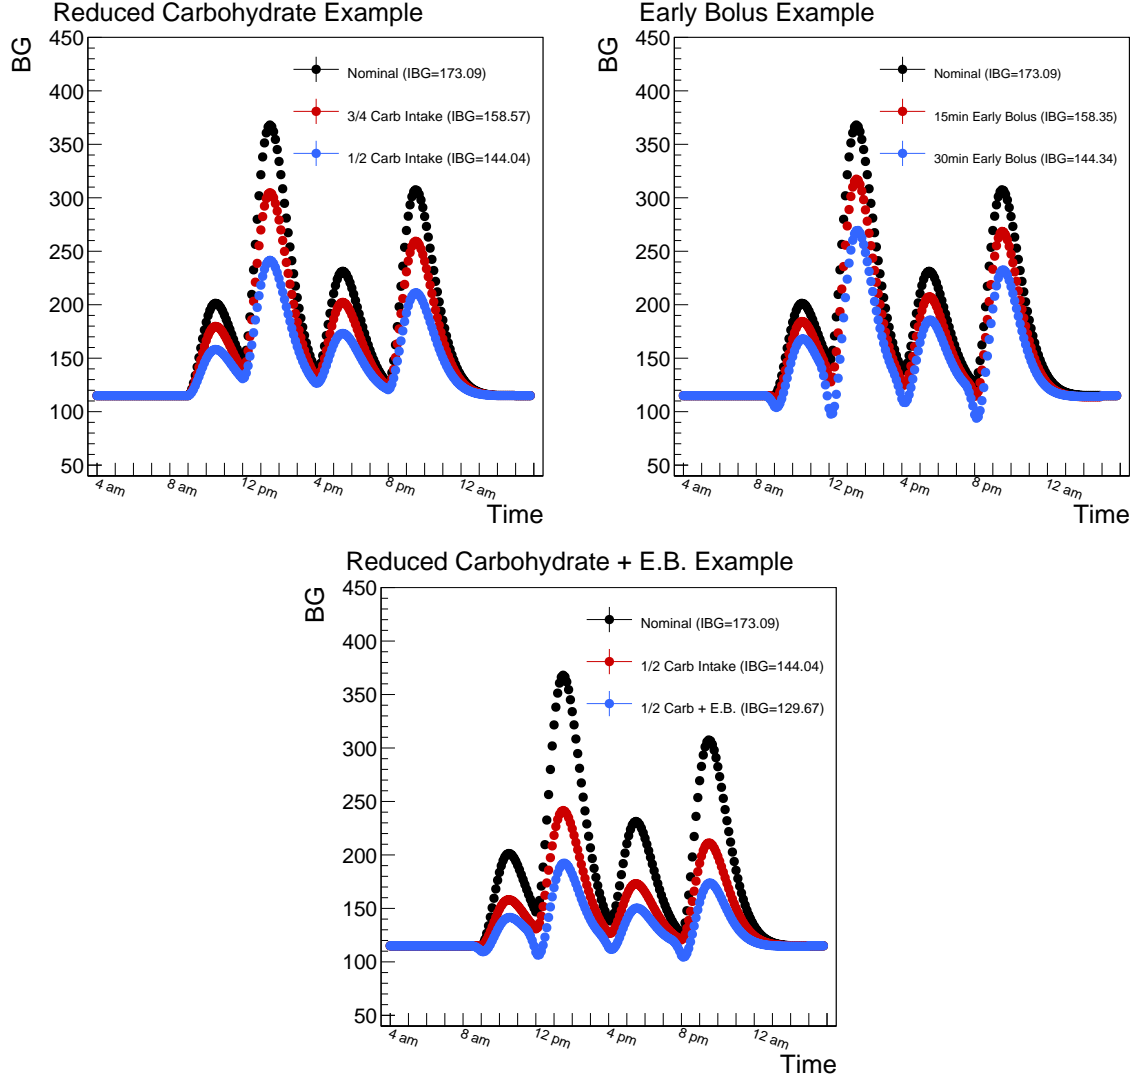 Reduced Carbohydrate Example
BG
450
400
350
300
250
200
150
100
50
Nominal (IBG=173.09)
3/4 Carb Intake (IBG=158.57)
1/2 Carb Intake (IBG=144.04)
4 am
8 am
12 pm
4 pm
8 pm
12 am
Time
Early Bolus Example
BG
450
400
350
300
250
200
150
100
50
Nominal (IBG=173.09)
15min Early Bolus (IBG=158.35)
30min Early Bolus (IBG=144.34)
4 am
8 am
12 pm
4 pm
8 pm
12 am
Time
Reduced Carbohydrate + E.B. Example
BG
450
400
350
300
250
200
150
100
50
Nominal (IBG=173.09)
1/2 Carb Intake (IBG=144.04)
1/2 Carb + E.B. (IBG=129.67)
4 am
8 am
12 pm
4 pm
8 pm
12 am
Time